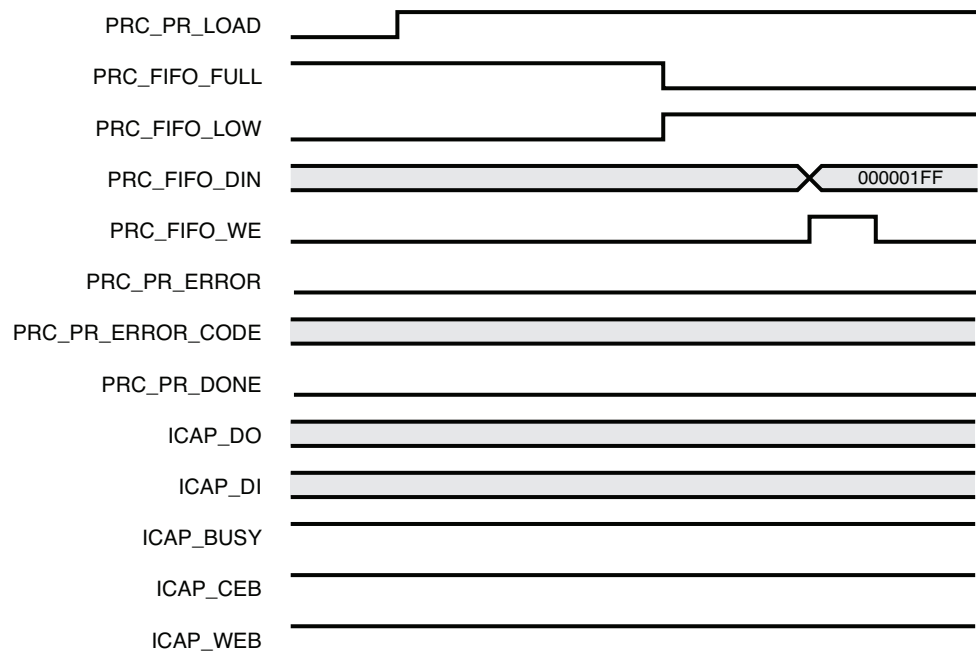 PRC_PR_LOAD
PRC_FIFO_FULL
PRC_FIFO_LOW
PRC_FIFO_DIN 000001FF
PRC_FIFO_WE
PRC_PR_ERROR
PRC_PR_ERROR_CODE
PRC_PR_DONE
ICAP_DO
ICAP_DI
ICAP_BUSY
ICAP_CEB
ICAP_WEB